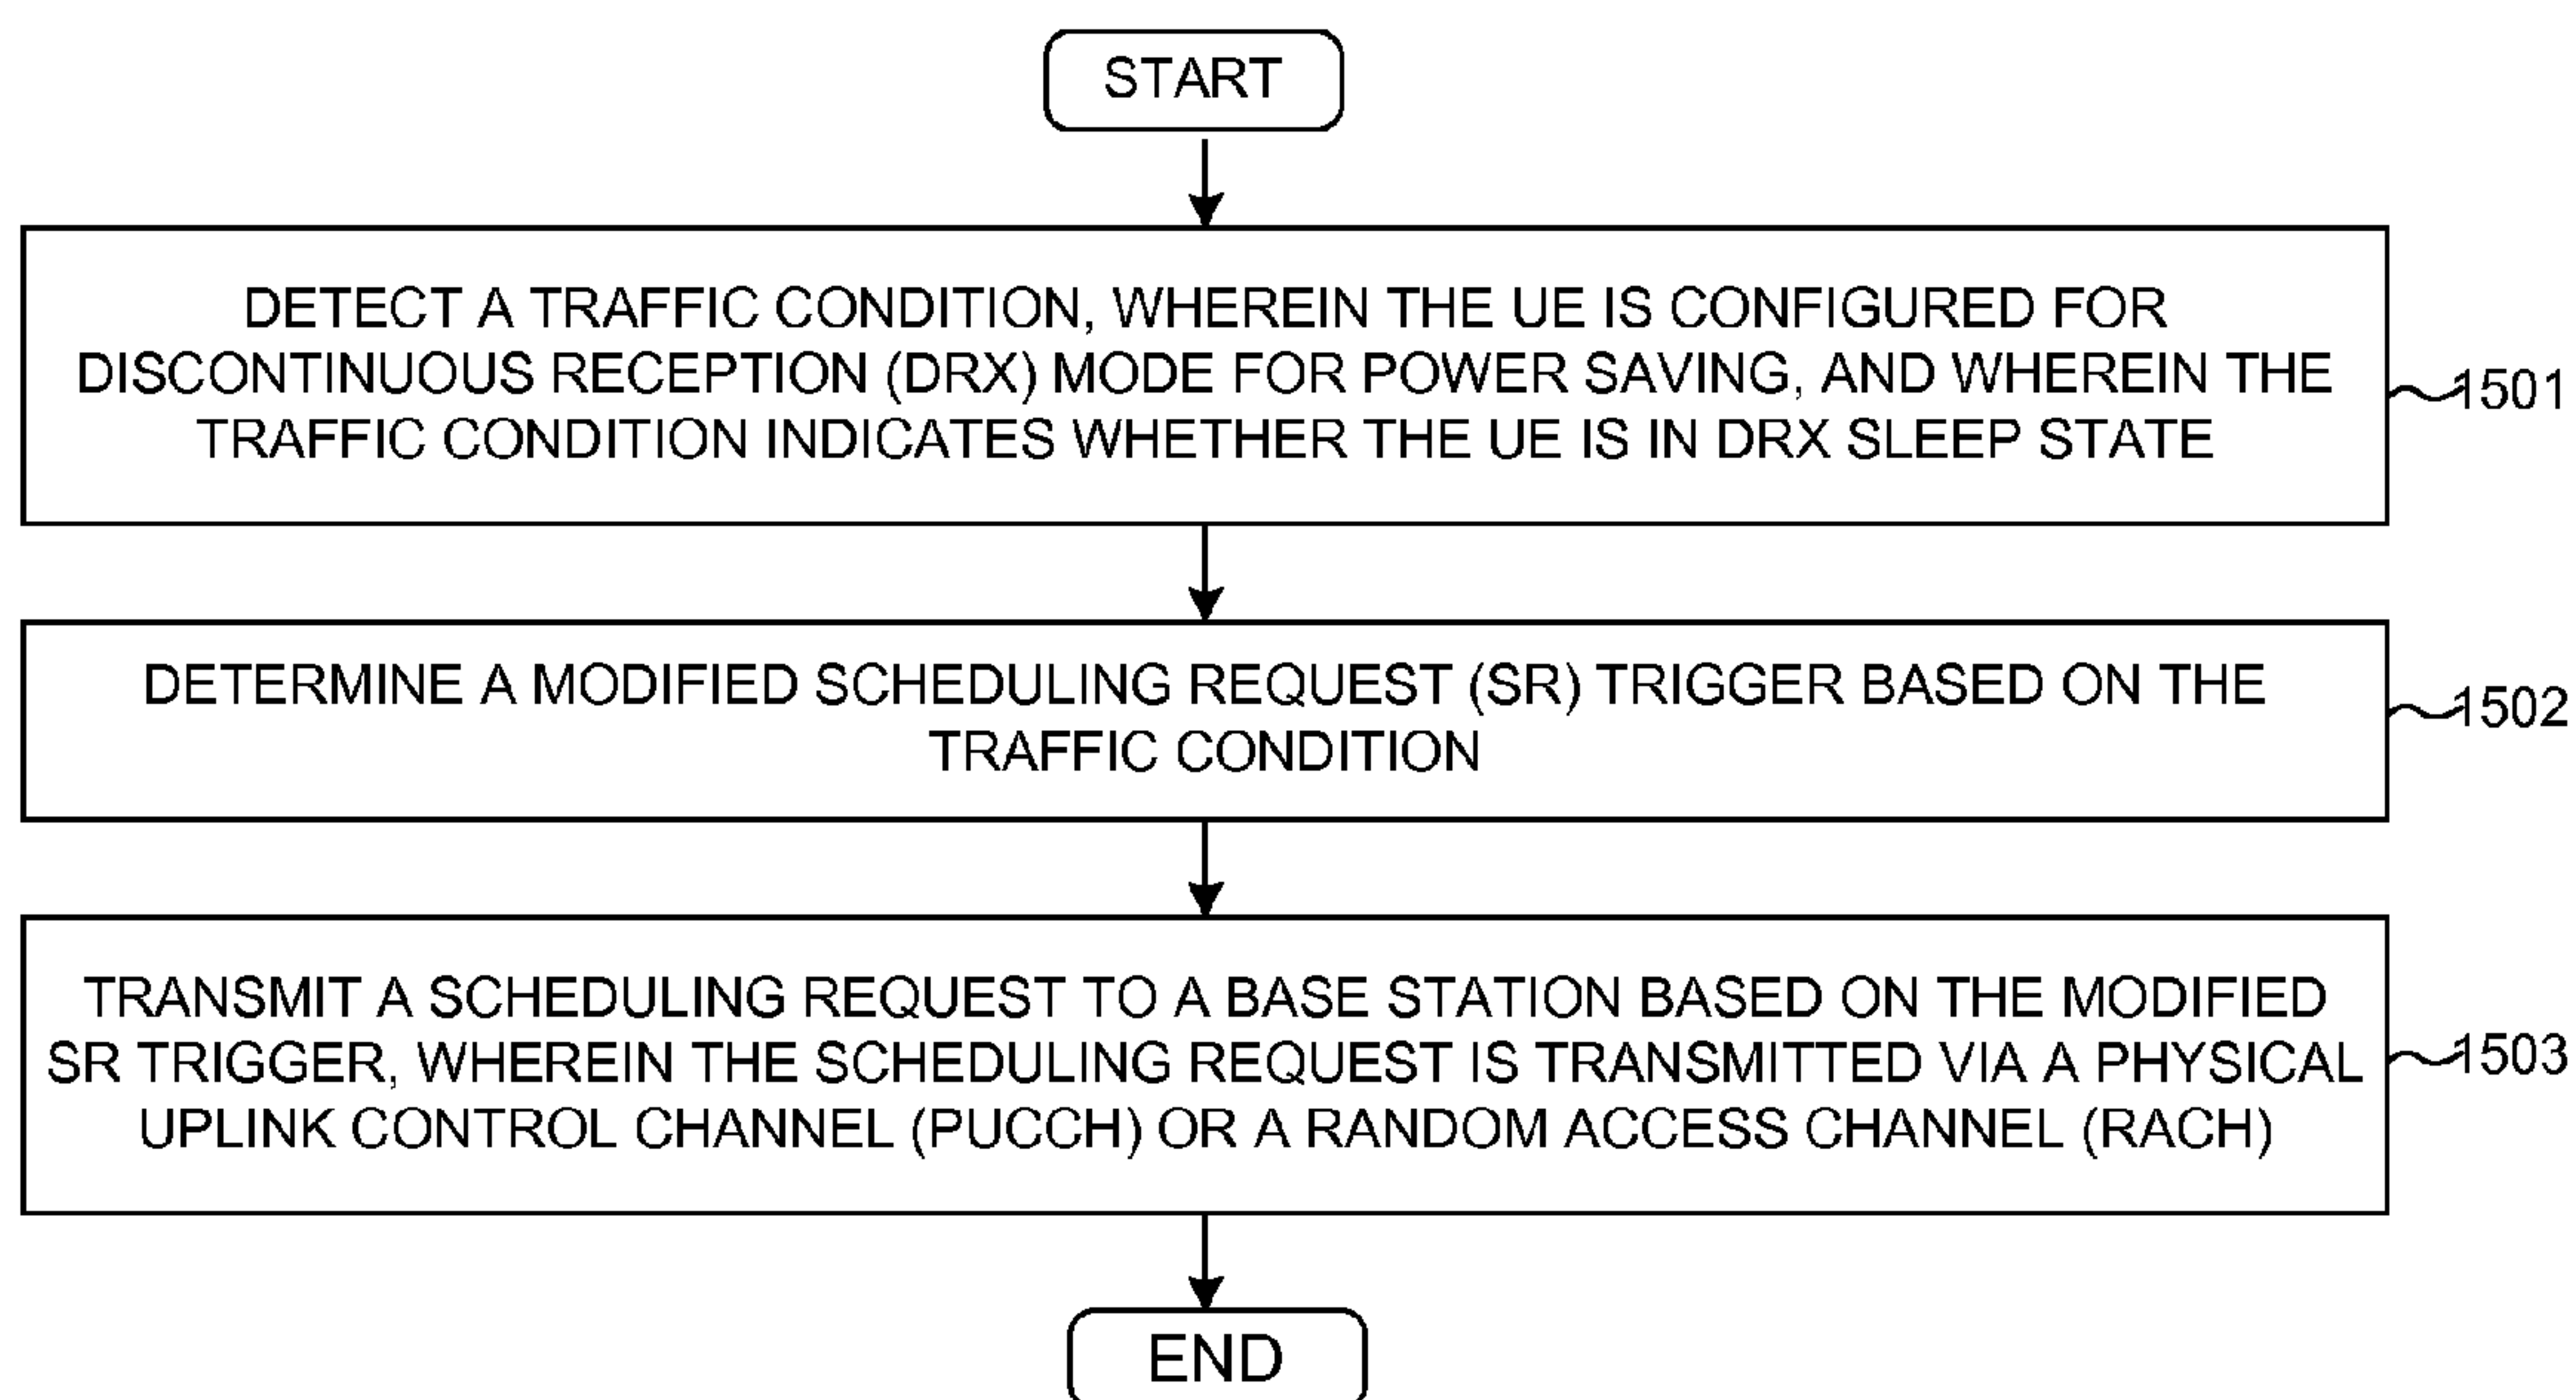 START
DETECT A TRAFFIC CONDITION, WHEREIN THE UE IS CONFIGURED FOR
DISCONTINUOUS RECEPTION (DRX) MODE FOR POWER SAVING, AND WHEREIN THE
TRAFFIC CONDITION INDICATES WHETHER THE UE IS IN DRX SLEEP STATE
1501
DETERMINE A MODIFIED SCHEDULING REQUEST (SR) TRIGGER BASED ON THE
TRAFFIC CONDITION
1502
TRANSMIT A SCHEDULING REQUEST TO A BASE STATION BASED ON THE MODIFIED
SR TRIGGER, WHEREIN THE SCHEDULING REQUEST IS TRANSMITTED VIA A PHYSICAL
UPLINK CONTROL CHANNEL (PUCCH) OR A RANDOM ACCESS CHANNEL (RACH)
1503
END